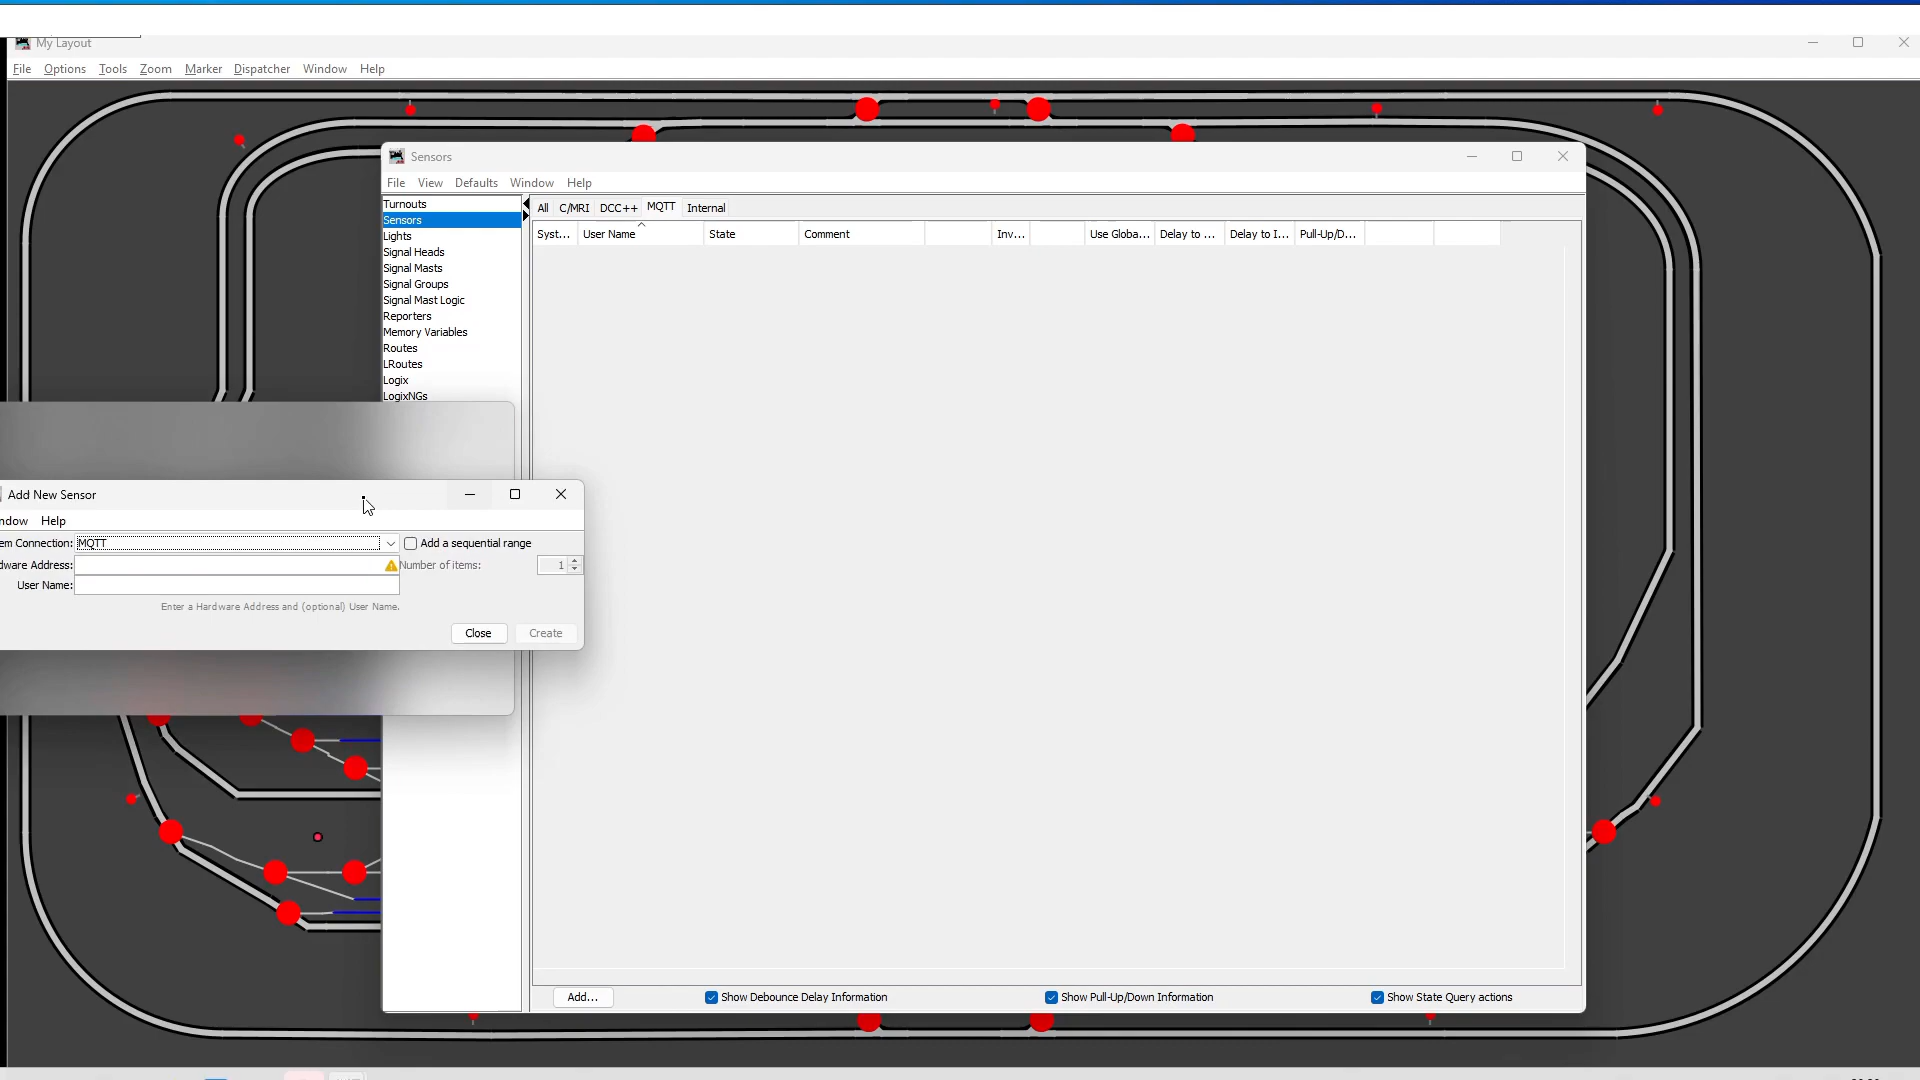 My Layout
File Options Tools Zoom Marker Dispatcher Window Help
Sensors
File View Defaults Window Help
Turnouts
Sensors
Lights
Signal Heads
Signal Masts
Signal Groups
Signal Mast Logic
Reporters
Memory Variables
Routes
LRoutes
Logix
LogixNGs
All C/MRI DCC++ MQTT Internal
Syst... User Name State Comment Inv... Use Globa... Delay to ... Delay to I... Pull-Up/D...
Add New Sensor
ndow Help
em Connection: MQTT Add a sequential range
dware Address: Number of items: 1
User Name:
Enter a Hardware Address and (optional) User Name.
Close Create
Add... Show Debounce Delay Information Show Pull-Up/Down Information Show State Query actions